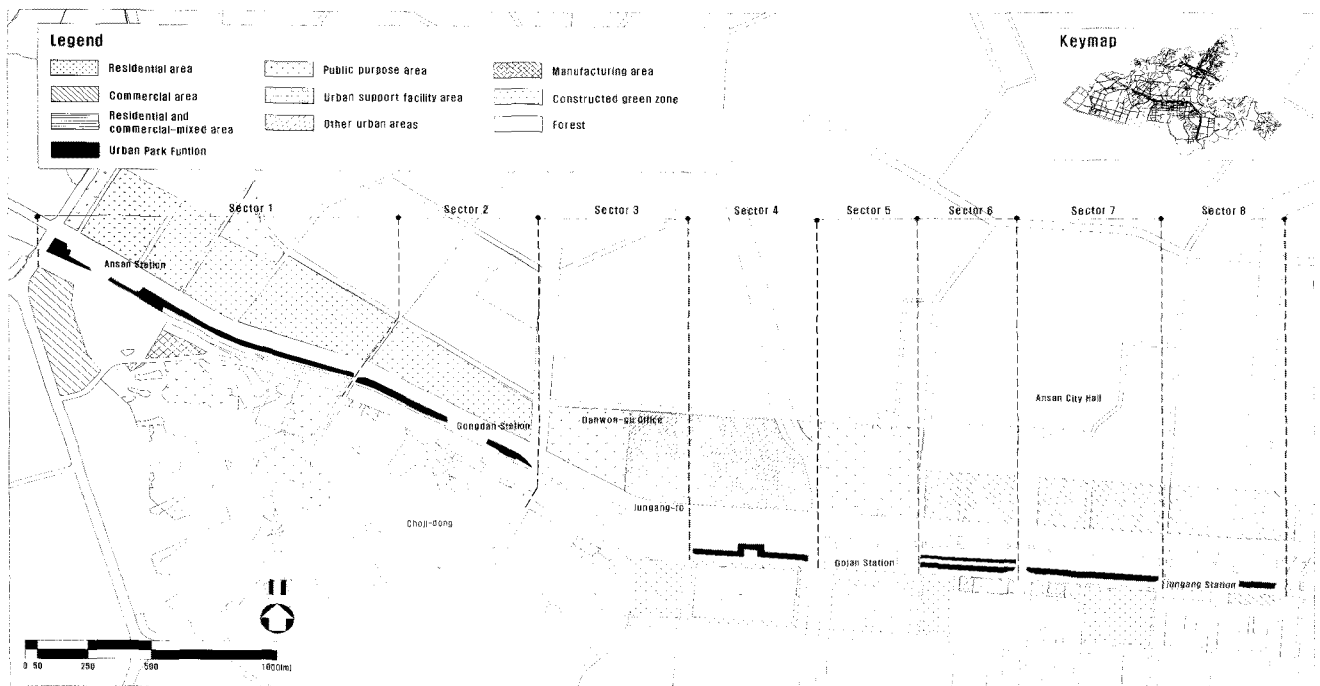 Legend
Residential area
Commercial area
Residential and
commercial-mixed area
Urban Park Funtion
Public purpose area
Urban support facility area
Other urban areas
Manufacturing area
Constructed green zone
Forest
Keymap
Sector 1
Sector 2
Sector 3
Sector 4
Sector 5
Sector 6
Sector 7
Sector 8
Ansan Station
Gongdan Station
Danwon-gu Office
Ansan City Hall
Choji-dong
Jungang-ro
Gojan Station
Jungang Station
0 50 250 500 1000(m)